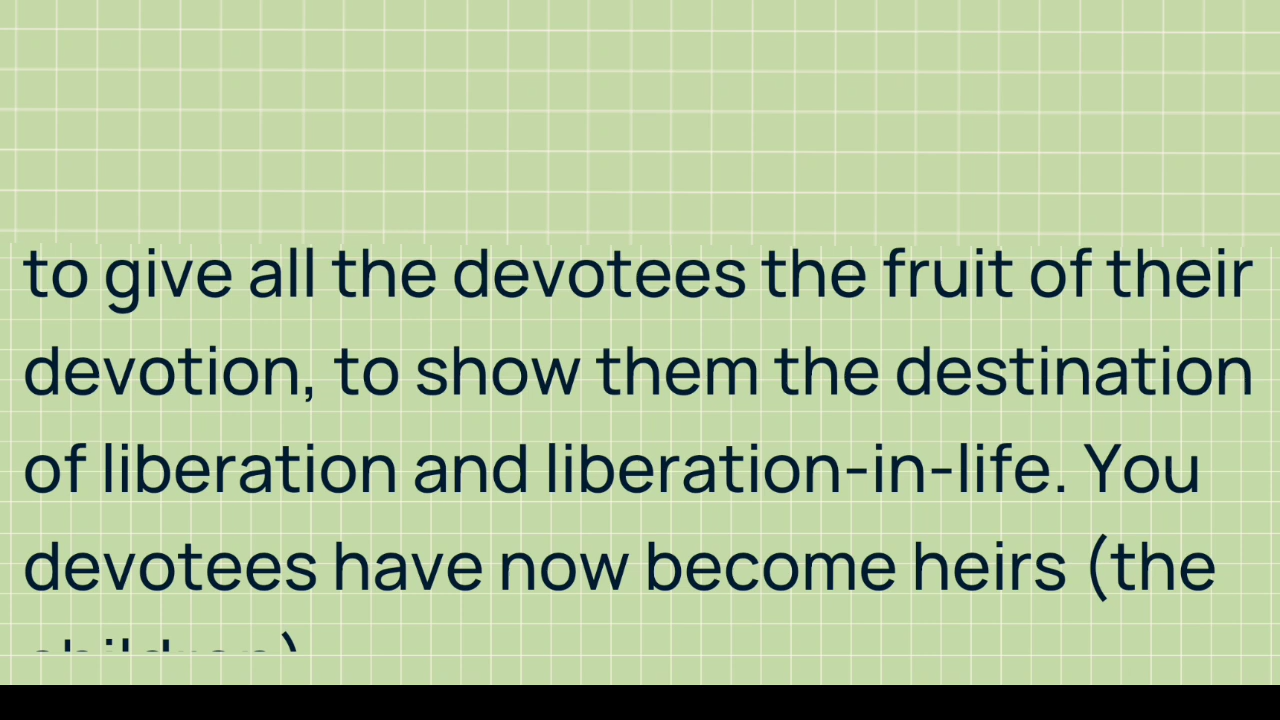 to give all the devotees the fruit of their
devotion, to show them the destination
of liberation and liberation-in-life. You
devotees have now become heirs (the
children)